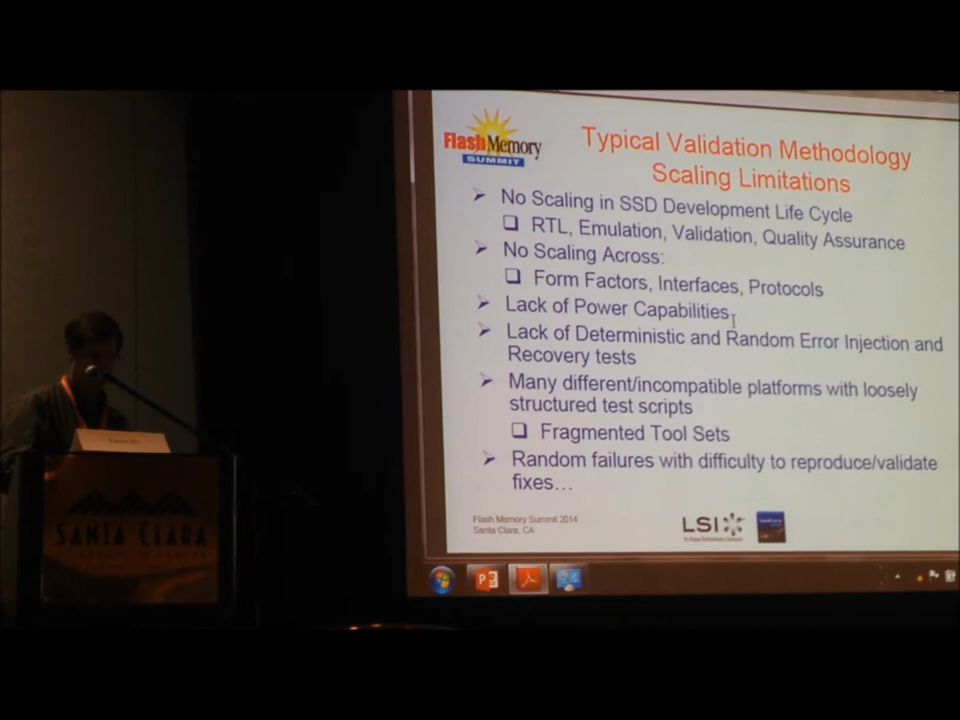 Flash Memory
SUMMIT
Typical Validation Methodology
Scaling Limitations
No Scaling in SSD Development Life Cycle
RTL, Emulation, Validation, Quality Assurance
No Scaling Across:
Form Factors, Interfaces, Protocols
Lack of Power Capabilities
Lack of Deterministic and Random Error Injection and
Recovery tests
Many different/incompatible platforms with loosely
structured test scripts
Fragmented Tool Sets
Random failures with difficulty to reproduce/validate
fixes…
Flash Memory Summit 2014
Santa Clara, CA
LSI
SANTA CLARA